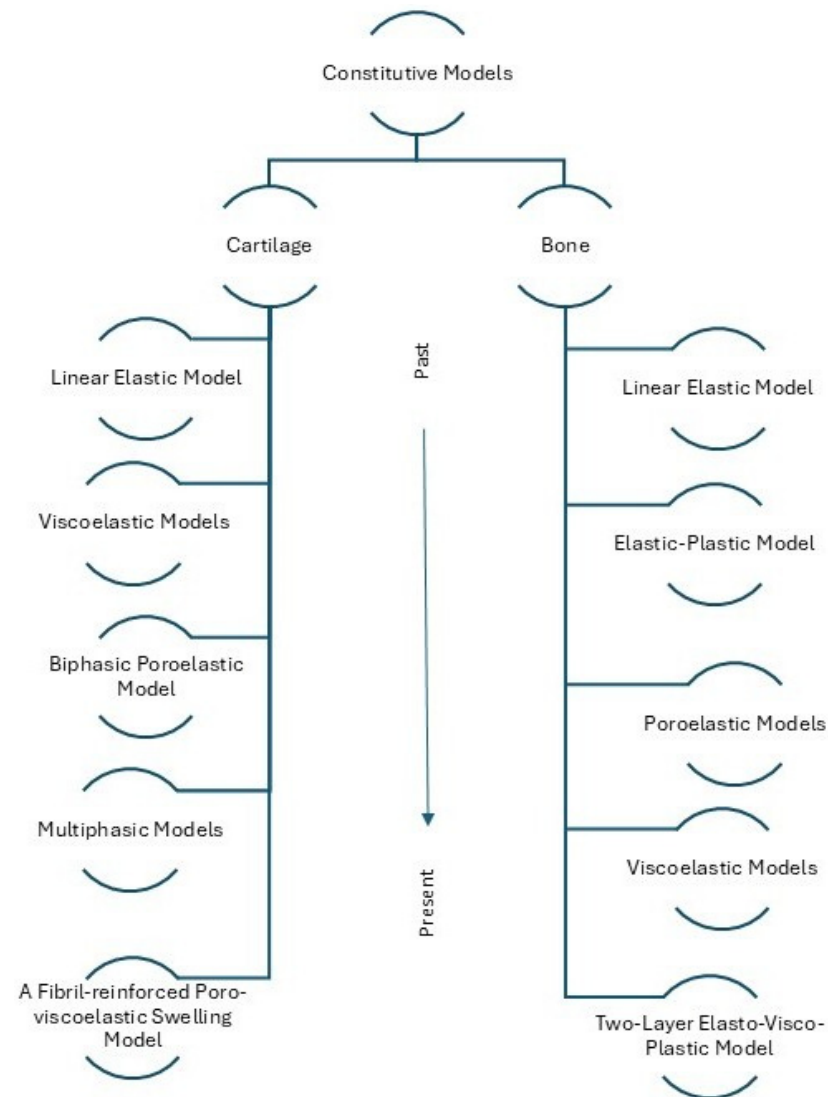 Constitutive Models
Cartilage
Bone
Past
Present
Linear Elastic Model
Viscoelastic Models
Biphasic Poroelastic
Model
Multiphasic Models
A Fibril-reinforced Poro-
viscoelastic Swelling
Model
Linear Elastic Model
Elastic-Plastic Model
Poroelastic Models
Viscoelastic Models
Two-Layer Elasto-Visco-
Plastic Model